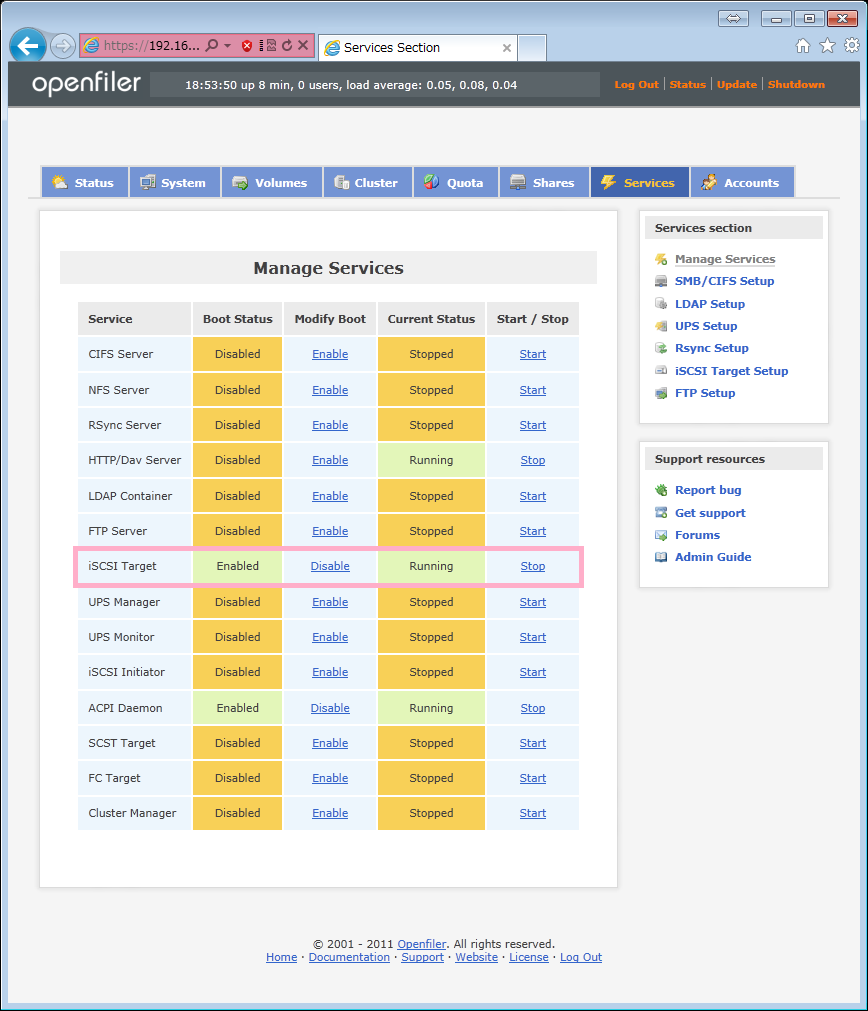 https://192.16...
Services Section
openfiler
18:53:50 up 8 min, 0 users, load average: 0.05, 0.08, 0.04
Log Out | Status | Update | Shutdown
Status System Volumes Cluster Quota Shares Services Accounts
Manage Services
Service Boot Status Modify Boot Current Status Start / Stop
CIFS Server Disabled Enable Stopped Start
NFS Server Disabled Enable Stopped Start
RSync Server Disabled Enable Stopped Start
HTTP/Dav Server Disabled Enable Running Stop
LDAP Container Disabled Enable Stopped Start
FTP Server Disabled Enable Stopped Start
iSCSI Target Enabled Disable Running Stop
UPS Manager Disabled Enable Stopped Start
UPS Monitor Disabled Enable Stopped Start
iSCSI Initiator Disabled Enable Stopped Start
ACPI Daemon Enabled Disable Running Stop
SCST Target Disabled Enable Stopped Start
FC Target Disabled Enable Stopped Start
Cluster Manager Disabled Enable Stopped Start
Services section
Manage Services
SMB/CIFS Setup
LDAP Setup
UPS Setup
Rsync Setup
iSCSI Target Setup
FTP Setup
Support resources
Report bug
Get support
Forums
Admin Guide
© 2001 - 2011 Openfiler. All rights reserved.
Home · Documentation · Support · Website · License · Log Out